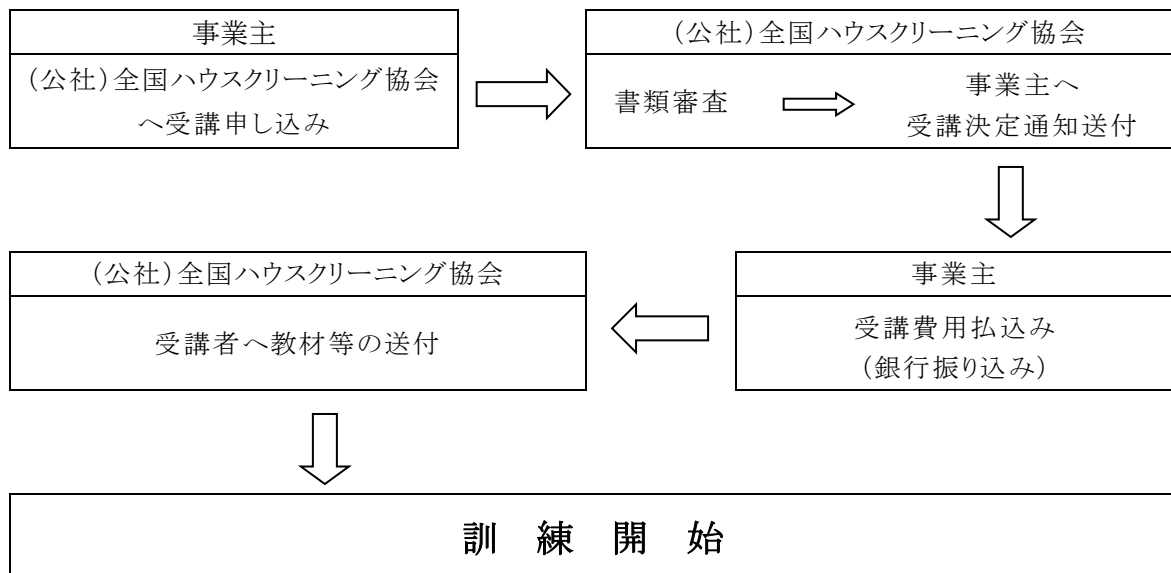 事業主
(公社)全国ハウスクリーニング協会
へ受講申し込み
(公社)全国ハウスクリーニング協会
書類審査
事業主へ
受講決定通知送付
事業主
受講費用払込み
(銀行振り込み)
(公社)全国ハウスクリーニング協会
受講者へ教材等の送付
訓練開始